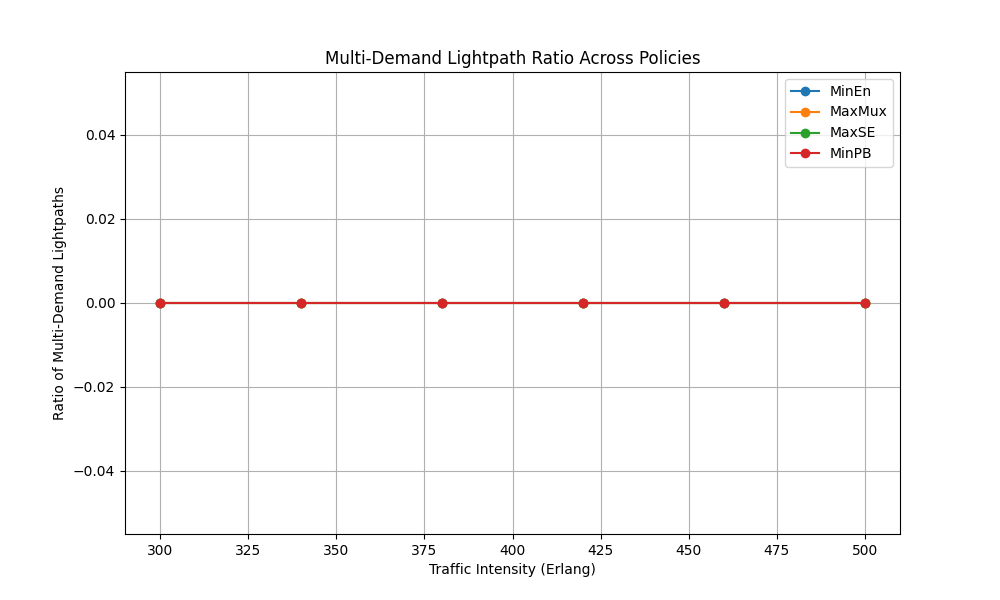 Multi-Demand Lightpath Ratio Across Policies
MinEn
MaxMux
MaxSE
MinPB
Ratio of Multi-Demand Lightpaths
0.04
0.02
0.00
−0.02
−0.04
300 325 350 375 400 425 450 475 500
Traffic Intensity (Erlang)